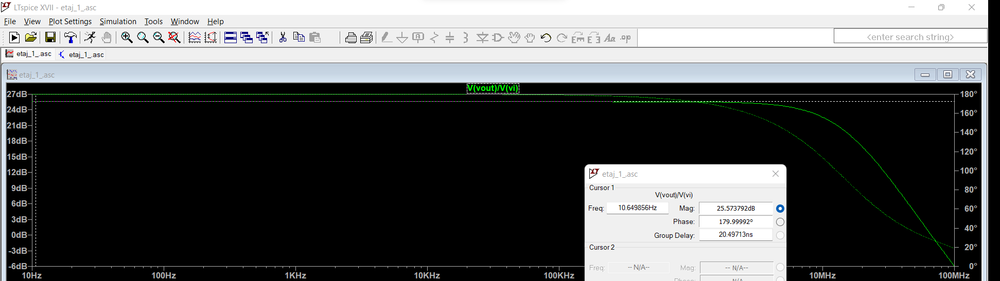 LTspice XVII - etaj_1_.asc
File View Plot Settings Simulation Tools Window Help
.op
<enter search string>
etaj_1_.asc etaj_1_.asc
etaj_1_.asc
V(vout)/V(vi)
27dB 180°
24dB 160°
21dB 140°
18dB
15dB 120°
12dB 100°
9dB 80°
6dB 60°
3dB 40°
0dB
-3dB 20°
-6dB 0°
10Hz 100Hz 1KHz 10KHz 100KHz 10MHz 100MHz
etaj_1_.asc
Cursor 1
V(vout)/V(vi)
Freq: 10.649856Hz Mag: 25.573792dB
Phase: 179.99992°
Group Delay: 20.49713ns
Cursor 2
Freq: -- N/A-- Mag: -- N/A--